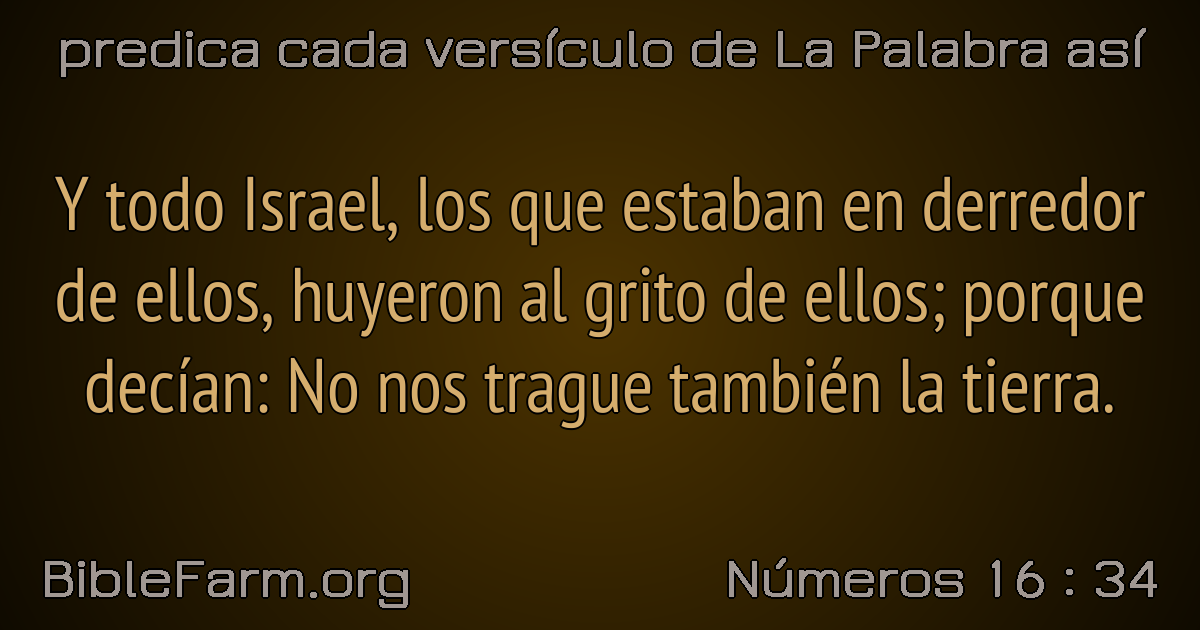 predica cada versículo de La Palabra así
Y todo Israel, los que estaban en derredor
de ellos, huyeron al grito de ellos; porque
decían: No nos trague también la tierra.
BibleFarm.org
Números 16 : 34